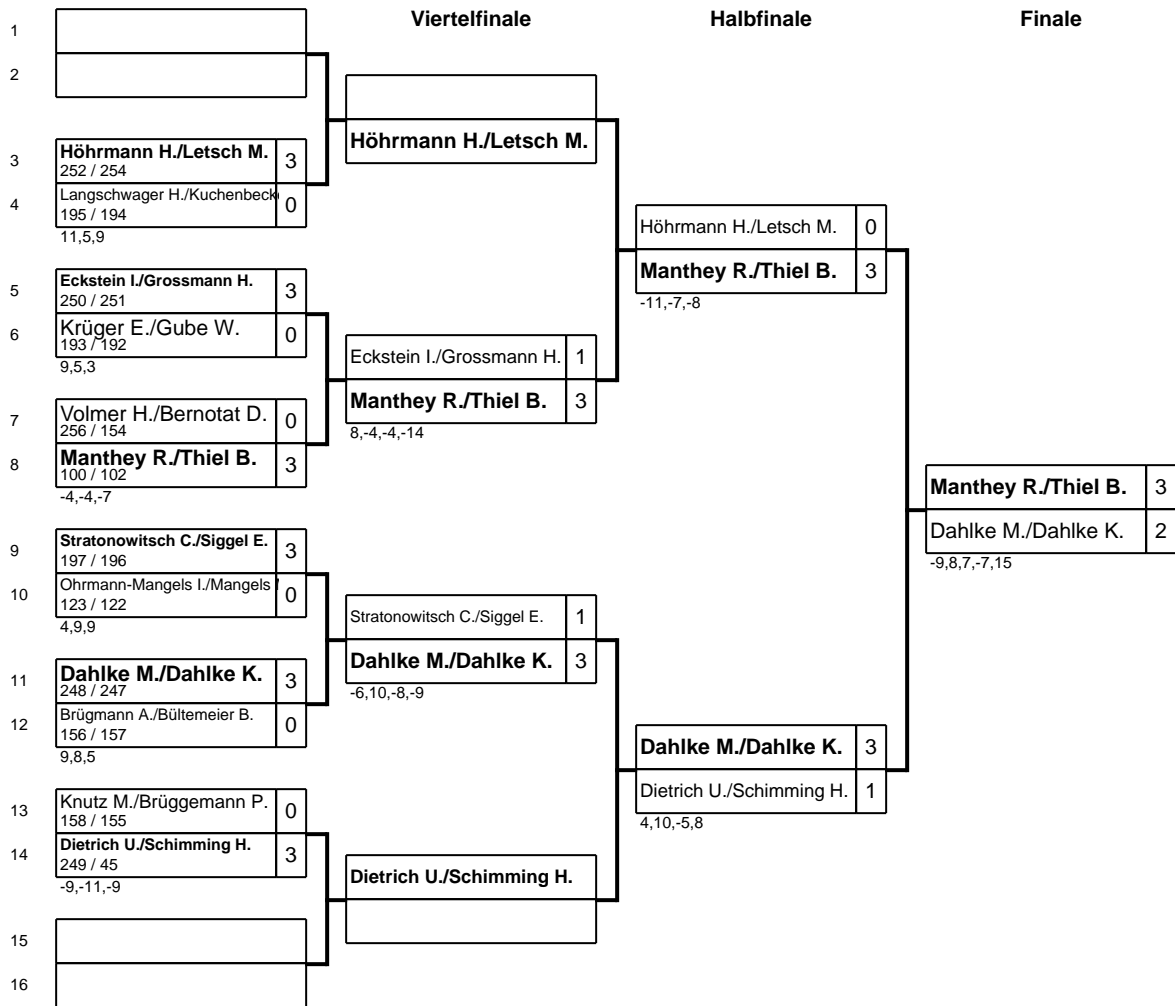 Viertelfinale
Halbfinale
Finale
1
2
3
Höhrmann H./Letsch M. 3
252 / 254
4
Langschwager H./Kuchenbeck 0
195 / 194
11,5,9
5
Eckstein I./Grossmann H. 3
250 / 251
6
Krüger E./Gube W. 0
193 / 192
9,5,3
7
Volmer H./Bernotat D. 0
256 / 154
8
Manthey R./Thiel B. 3
100 / 102
-4,-4,-7
9
Stratonowitsch C./Siggel E. 3
197 / 196
10
Ohrmann-Mangels I./Mangels 0
123 / 122
4,9,9
11
Dahlke M./Dahlke K. 3
248 / 247
12
Brügmann A./Bültemeier B. 0
156 / 157
9,8,5
13
Knutz M./Brüggemann P. 0
158 / 155
14
Dietrich U./Schimming H. 3
249 / 45
-9,-11,-9
15
16
Höhrmann H./Letsch M.
Eckstein I./Grossmann H. 1
Manthey R./Thiel B. 3
8,-4,-4,-14
Stratonowitsch C./Siggel E. 1
Dahlke M./Dahlke K. 3
-6,10,-8,-9
Dietrich U./Schimming H.
Höhrmann H./Letsch M. 0
Manthey R./Thiel B. 3
-11,-7,-8
Dahlke M./Dahlke K. 3
Dietrich U./Schimming H. 1
4,10,-5,8
Manthey R./Thiel B. 3
Dahlke M./Dahlke K. 2
-9,8,7,-7,15